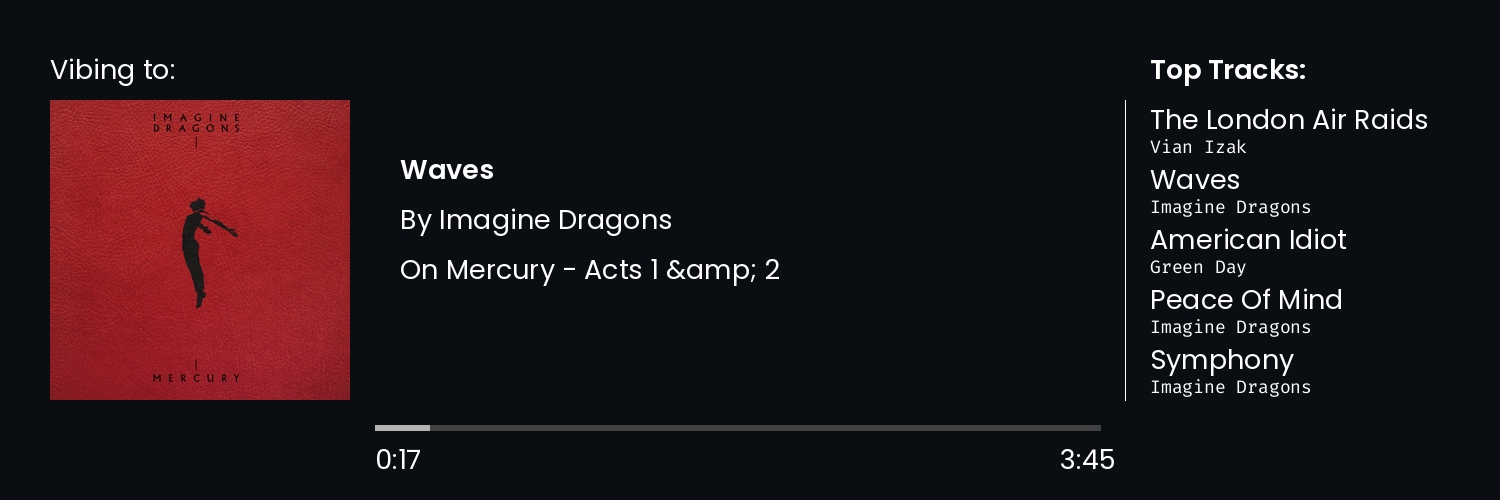 Vibing to:
IMAGINE
DRAGONS
MERCURY
Waves
By Imagine Dragons
On Mercury - Acts 1 &amp; 2
0:17
3:45
Top Tracks:
The London Air Raids
Vian Izak
Waves
Imagine Dragons
American Idiot
Green Day
Peace Of Mind
Imagine Dragons
Symphony
Imagine Dragons